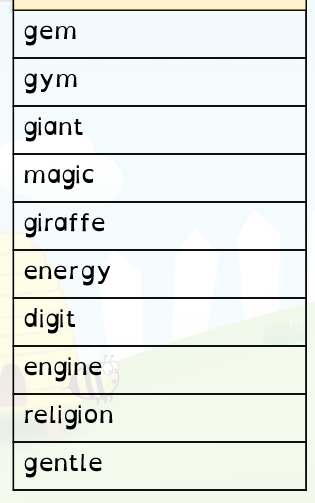 gem
gym
giant
magic
giraffe
energy
digit
engine
religion
gentle